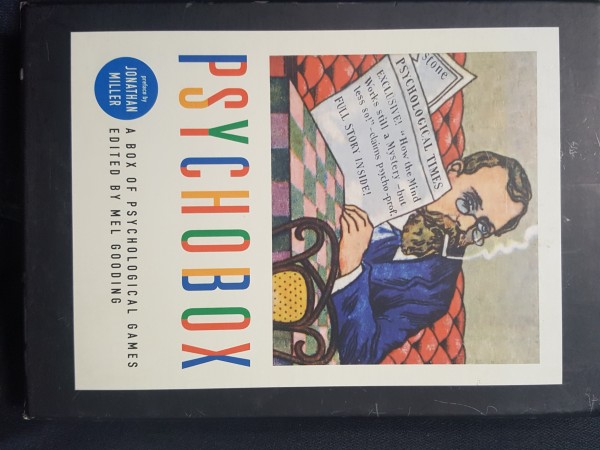 stone
PSYCHOLOGICAL TIMES
EXCLUSIVE! "How the Mind
Works still a Mystery - but
less so!" - claims psycho-prof.
FULL STORY INSIDE!
PSYCHOBOX
preface by
JONATHAN
MILLER
A BOX OF PSYCHOLOGICAL GAMES
EDITED BY MEL GOODING